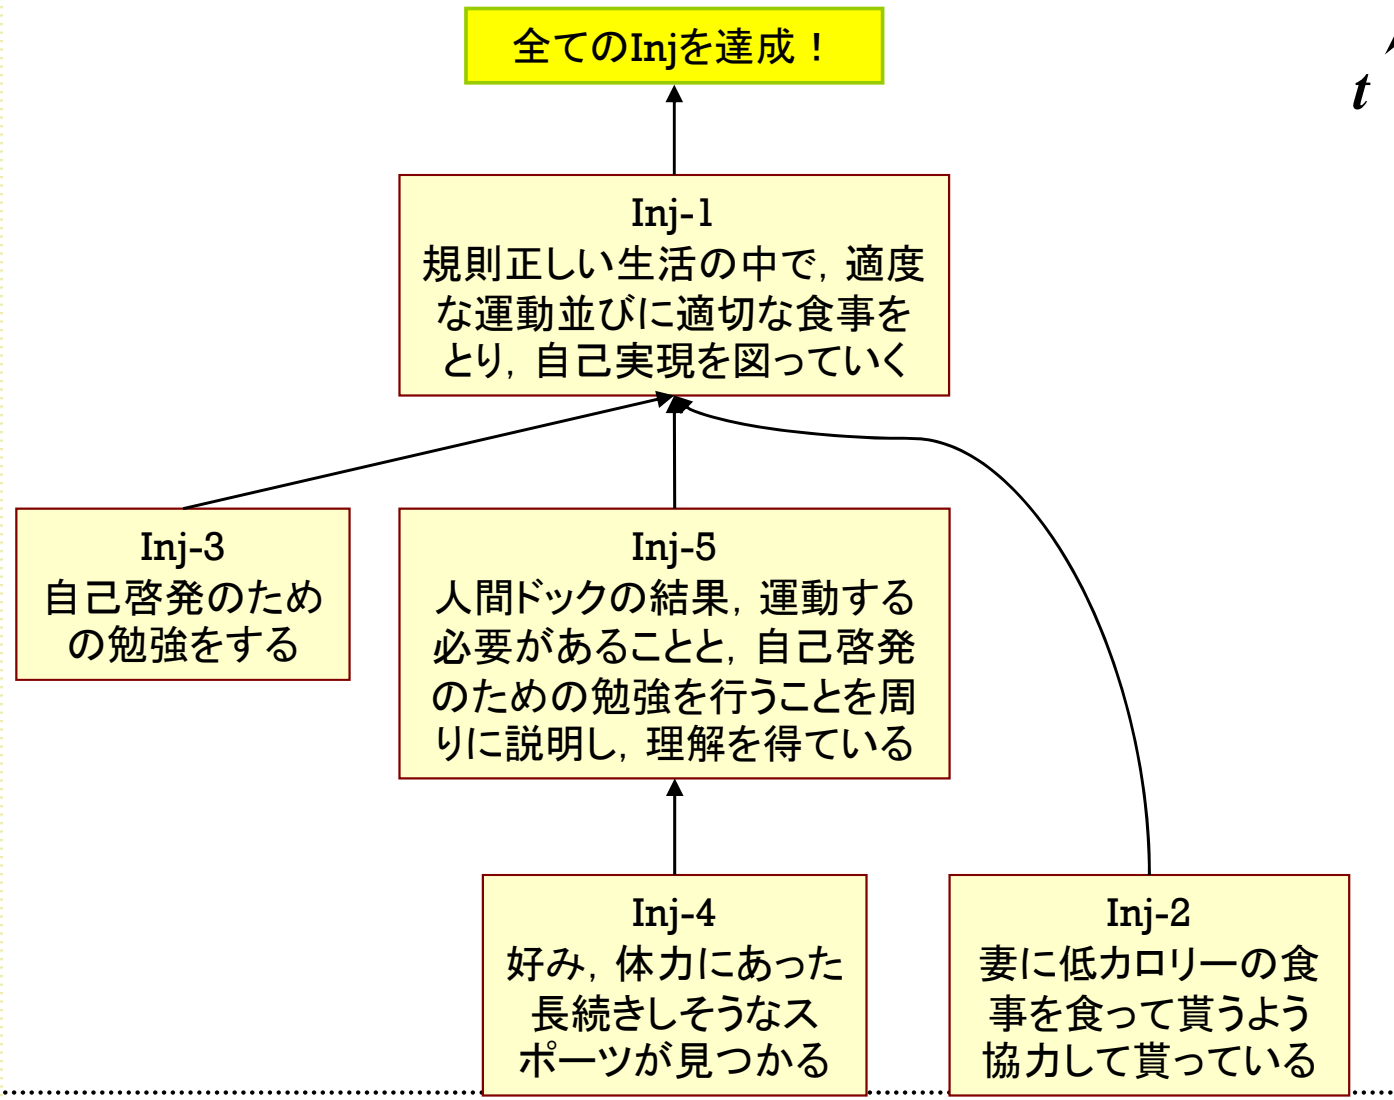 全てのInjを達成！
t
Inj-1
規則正しい生活の中で，適度
な運動並びに適切な食事を
とり，自己実現を図っていく
Inj-3
自己啓発のため
の勉強をする
Inj-5
人間ドックの結果，運動する
必要があることと，自己啓発
のための勉強を行うことを周
りに説明し，理解を得ている
Inj-4
好み，体力にあった
長続きしそうなス
ポーツが見つかる
Inj-2
妻に低カロリーの食
事を食って貰うよう
協力して貰っている